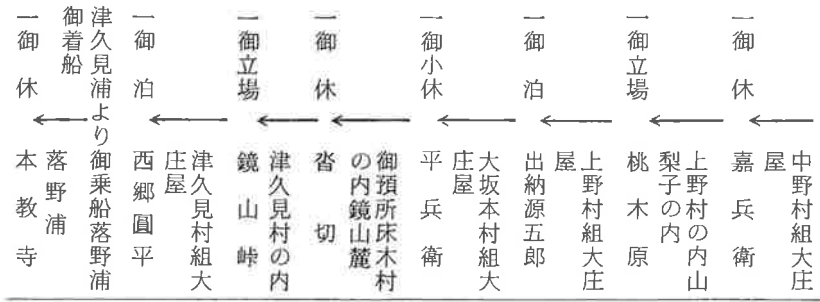 一御休
中野村組大庄
屋
嘉兵衛
一御立場
上野村の内山
梨子の内
桃木原
一御泊
上野村組大庄
屋
出納源五郎
一御小休
大坂本村組大
庄屋
平兵衛
一御休
御預所床木村
の内鏡山麓
沓切
一御立場
津久見村の内
鏡山峠
一御泊
津久見村組大
庄屋
西郷圓平
津久見浦より御乗船落野浦
御着船
一御休
落野浦
本教寺